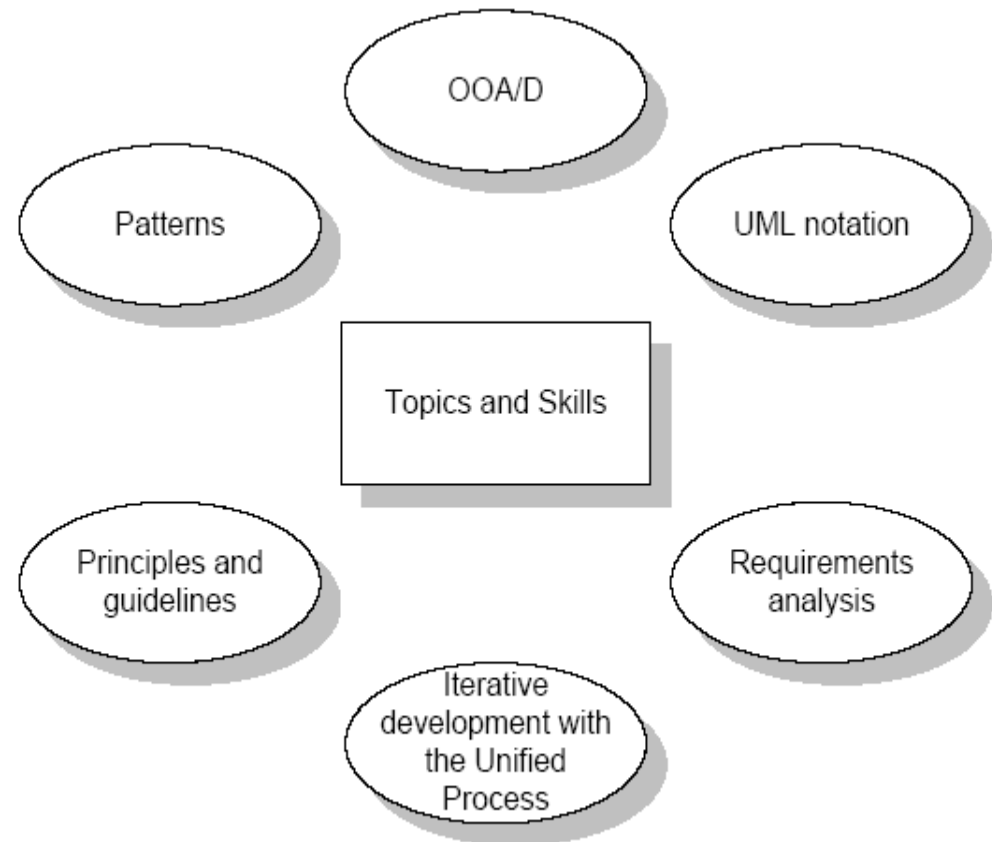 OOA/D
Patterns
UML notation
Topics and Skills
Principles and
guidelines
Requirements
analysis
Iterative
development with
the Unified
Process